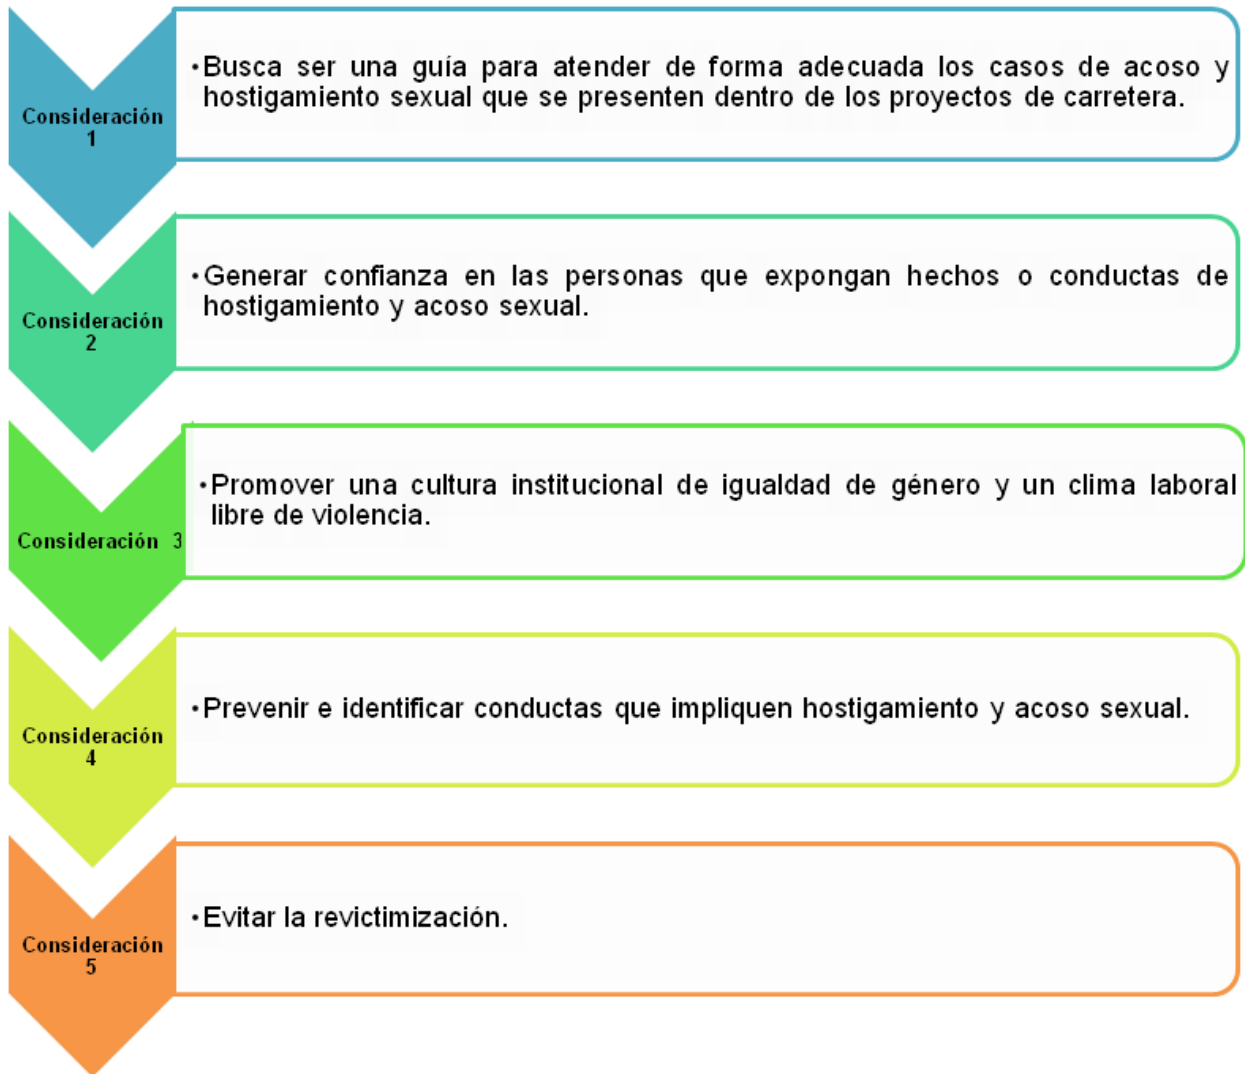 Consideración
1
•Busca ser una guía para atender de forma adecuada los casos de acoso y
hostigamiento sexual que se presenten dentro de los proyectos de carretera.
Consideración
2
•Generar confianza en las personas que expongan hechos o conductas de
hostigamiento y acoso sexual.
Consideración 3
•Promover una cultura institucional de igualdad de género y un clima laboral
libre de violencia.
Consideración
4
•Prevenir e identificar conductas que impliquen hostigamiento y acoso sexual.
Consideración
5
•Evitar la revictimización.